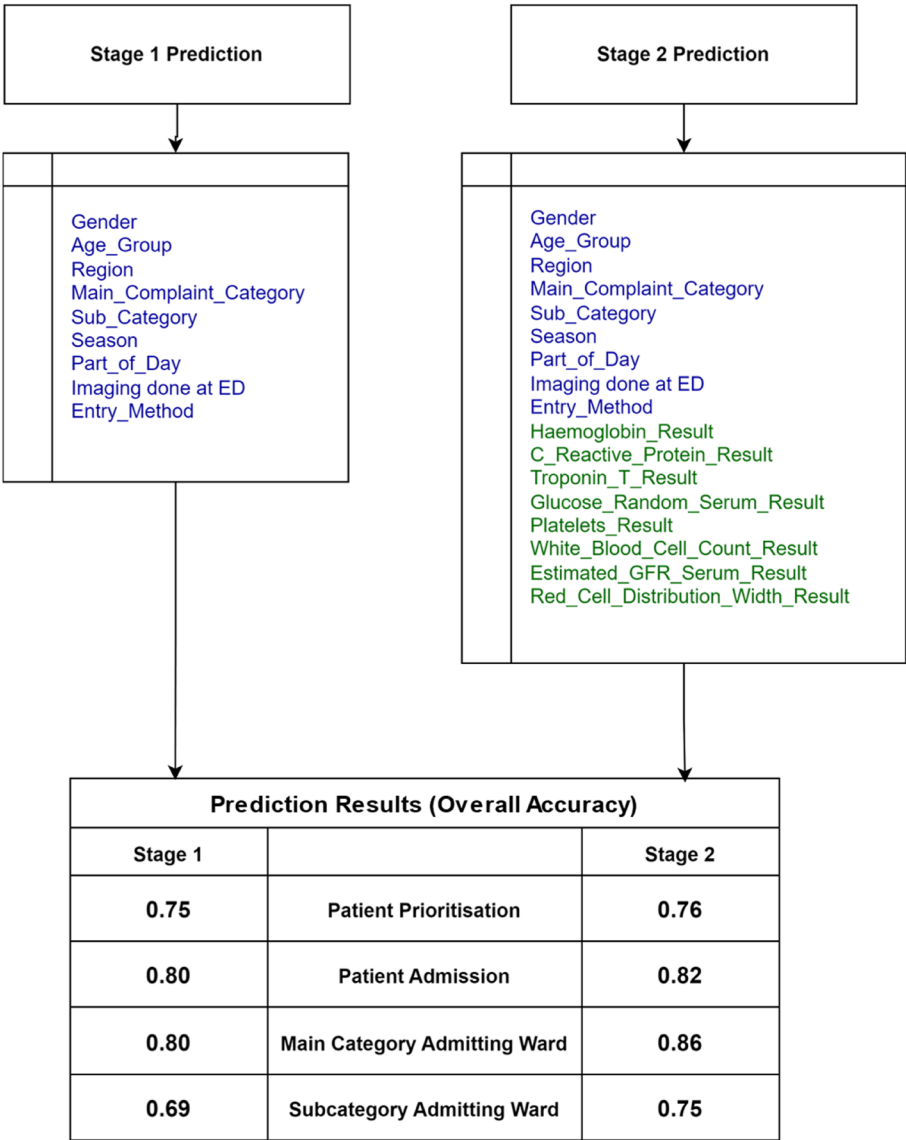 Stage 1 Prediction
Stage 2 Prediction
Gender
Age_Group
Region
Main_Complaint_Category
Sub_Category
Season
Part_of_Day
Imaging done at ED
Entry_Method
Gender
Age_Group
Region
Main_Complaint_Category
Sub_Category
Season
Part_of_Day
Imaging done at ED
Entry_Method
Haemoglobin_Result
C_Reactive_Protein_Result
Troponin_T_Result
Glucose_Random_Serum_Result
Platelets_Result
White_Blood_Cell_Count_Result
Estimated_GFR_Serum_Result
Red_Cell_Distribution_Width_Result
Prediction Results (Overall Accuracy)
Stage 1 Stage 2
0.75 Patient Prioritisation 0.76
0.80 Patient Admission 0.82
0.80 Main Category Admitting Ward 0.86
0.69 Subcategory Admitting Ward 0.75